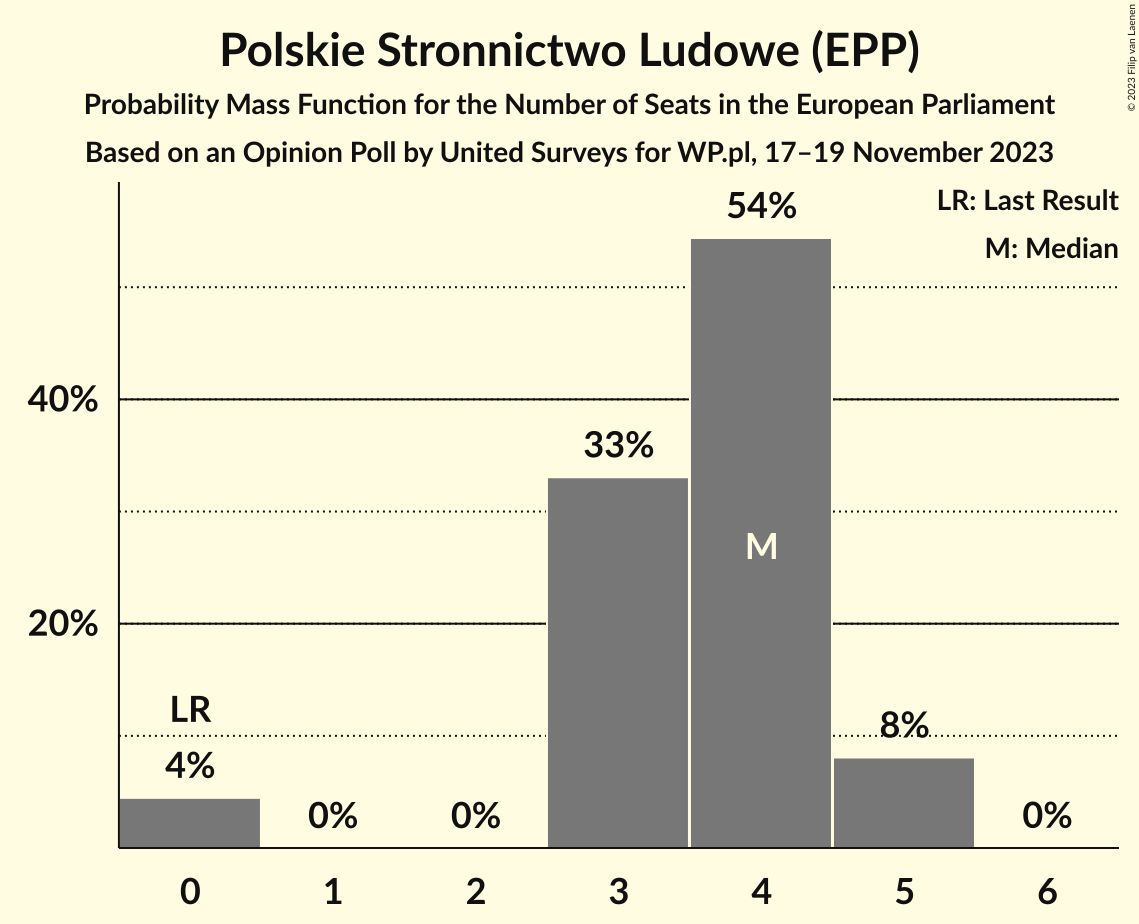 Polskie Stronnictwo Ludowe (EPP)
Probability Mass Function for the Number of Seats in the European Parliament
Based on an Opinion Poll by United Surveys for WP.pl, 17–19 November 2023
© 2023 Filip van Laenen
LR: Last Result
M: Median
54%
40%
33%
M
20%
LR
8%
4%
0%
0%
0%
0
1
2
3
4
5
6